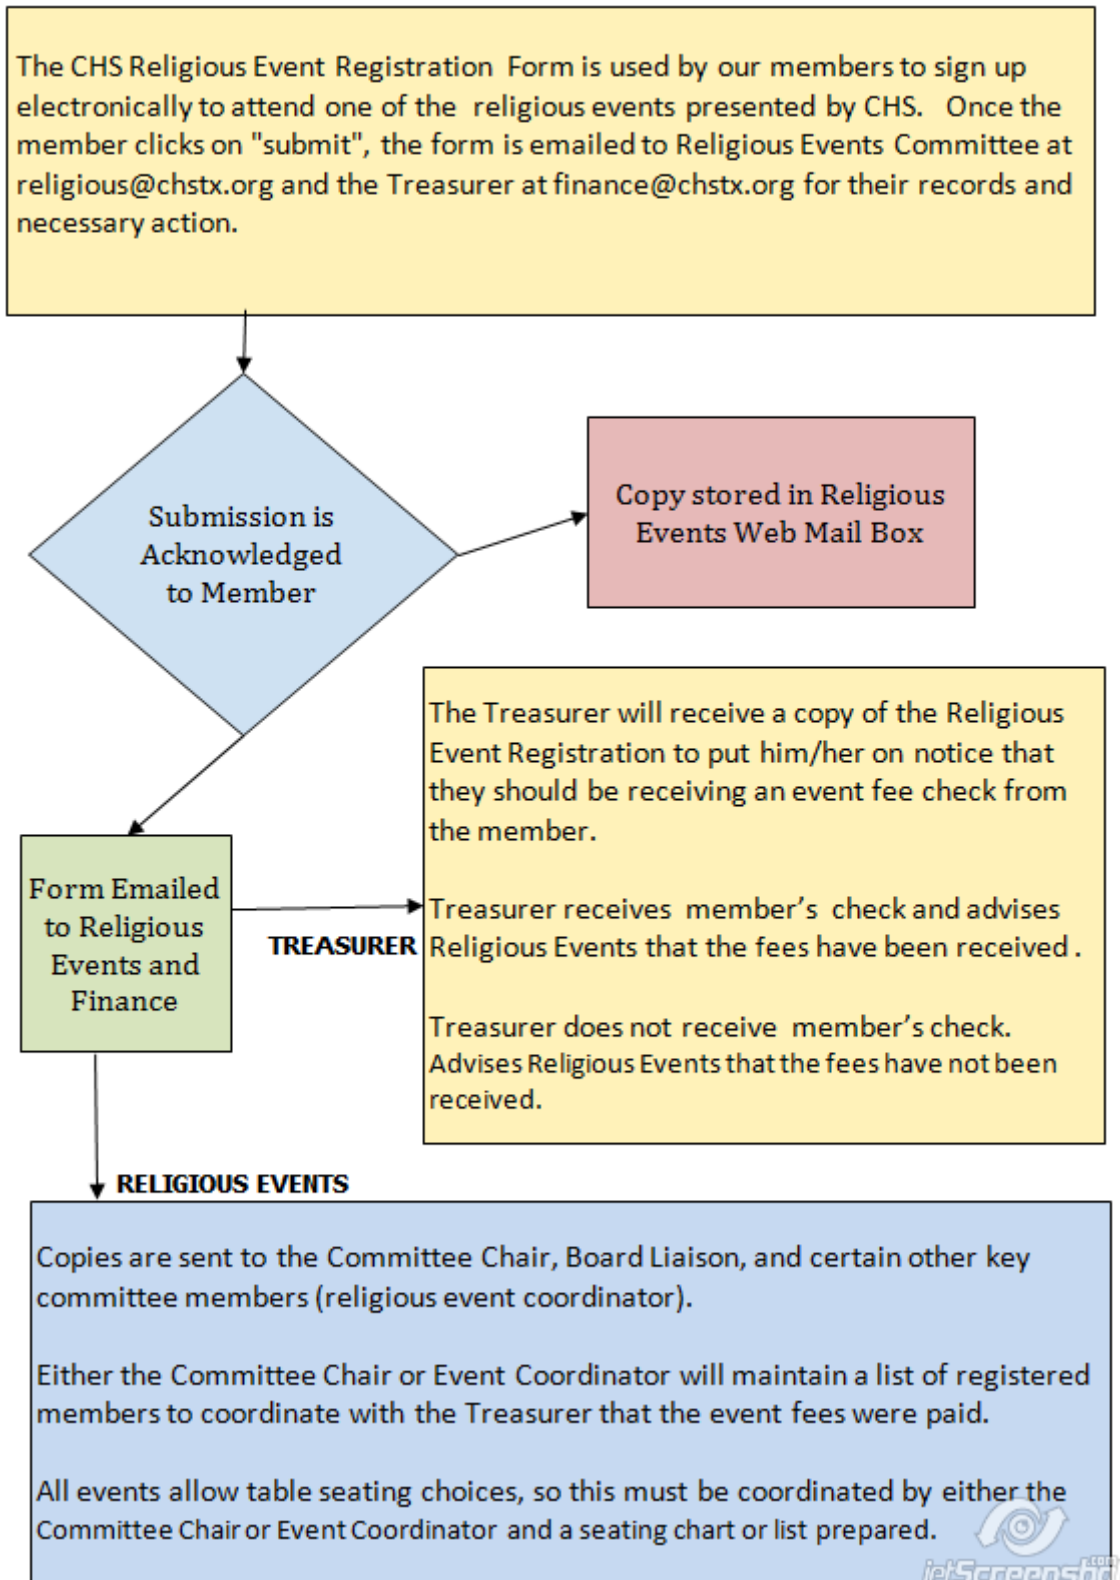 The CHS Religious Event Registration Form is used by our members to sign up
electronically to attend one of the religious events presented by CHS. Once the
member clicks on "submit", the form is emailed to Religious Events Committee at
religious@chstx.org and the Treasurer at finance@chstx.org for their records and
necessary action.
Submission is
Acknowledged
to Member
Copy stored in Religious
Events Web Mail Box
The Treasurer will receive a copy of the Religious
Event Registration to put him/her on notice that
they should be receiving an event fee check from
the member.
Treasurer receives member's check and advises
Religious Events that the fees have been received .
Treasurer does not receive member's check.
Advises Religious Events that the fees have not been
received.
Form Emailed
to Religious
Events and
Finance
TREASURER
RELIGIOUS EVENTS
Copies are sent to the Committee Chair, Board Liaison, and certain other key
committee members (religious event coordinator).
Either the Committee Chair or Event Coordinator will maintain a list of registered
members to coordinate with the Treasurer that the event fees were paid.
All events allow table seating choices, so this must be coordinated by either the
Committee Chair or Event Coordinator and a seating chart or list prepared.